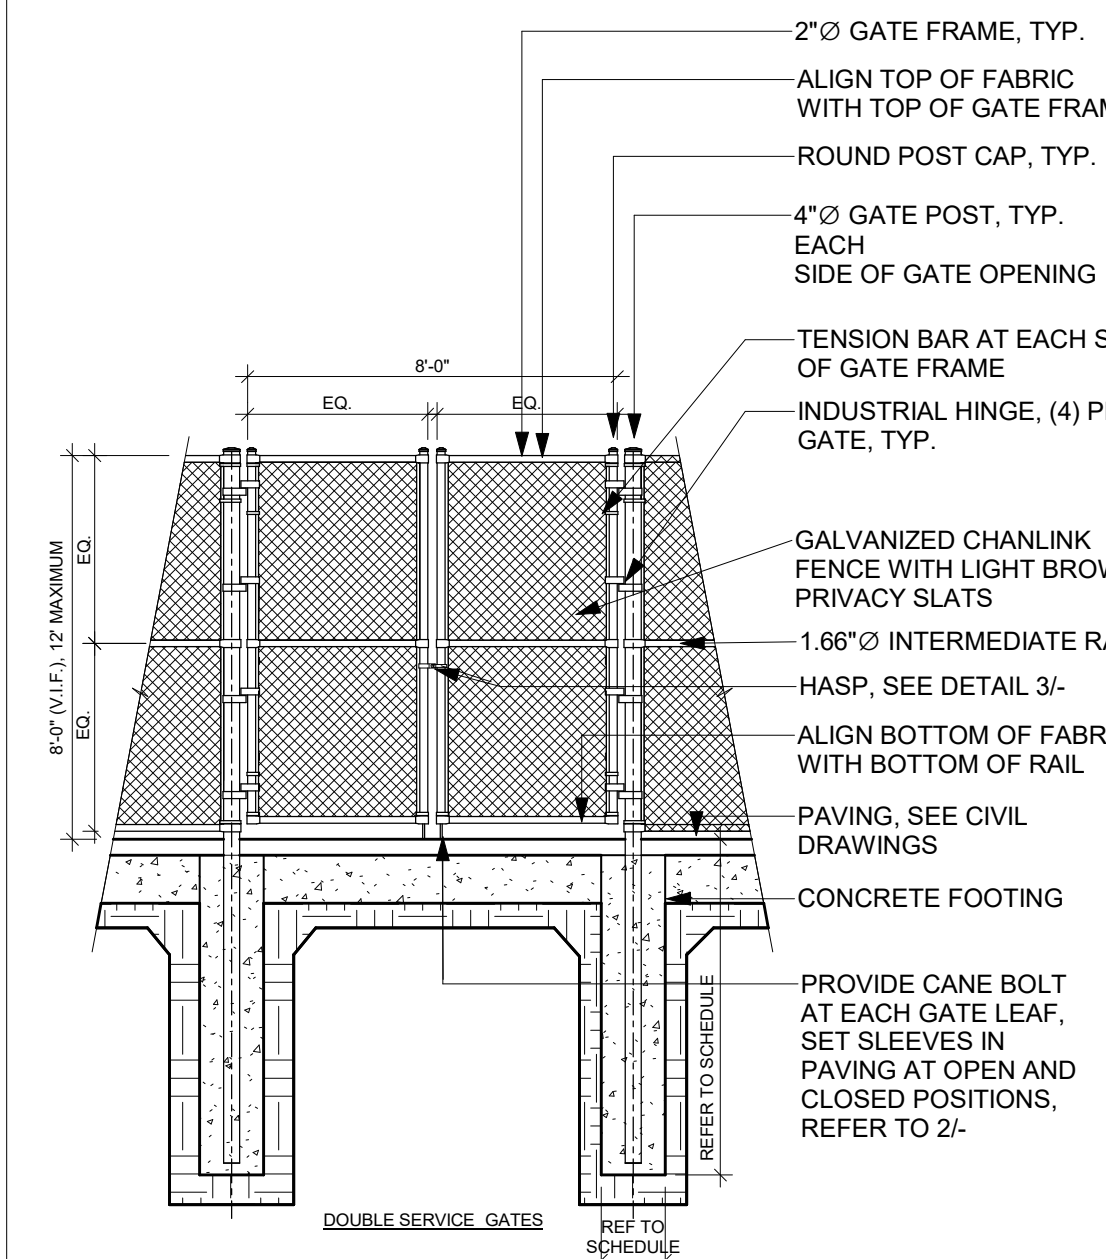 2"Ø GATE FRAME, TYP.
ALIGN TOP OF FABRIC
WITH TOP OF GATE
ROUND POST CAP, TYP.
4"Ø GATE POST, TYP.
EACH
SIDE OF GATE OPENING
TENSION BAR AT EACH
OF GATE FRAME
INDUSTRIAL HINGE, (4)
GATE, TYP.
GALVANIZED CHANLINK
FENCE WITH LIGHT
PRIVACY SLATS
1.66"Ø INTERMEDIATE
HASP, SEE DETAIL 3/-
ALIGN BOTTOM OF
WITH BOTTOM OF RAIL
PAVING, SEE CIVIL
DRAWINGS
CONCRETE FOOTING
PROVIDE CANE BOLT
AT EACH GATE LEAF,
SET SLEEVES IN
PAVING AT OPEN AND
CLOSED POSITIONS,
REFER TO 2/-
8'-0"
EQ.
EQ.
8'-0" (V.I.F.), 12' MAXIMUM
EQ.
EQ.
REFER TO SCHEDULE
REF TO
SCHEDULE
DOUBLE SERVICE GATES